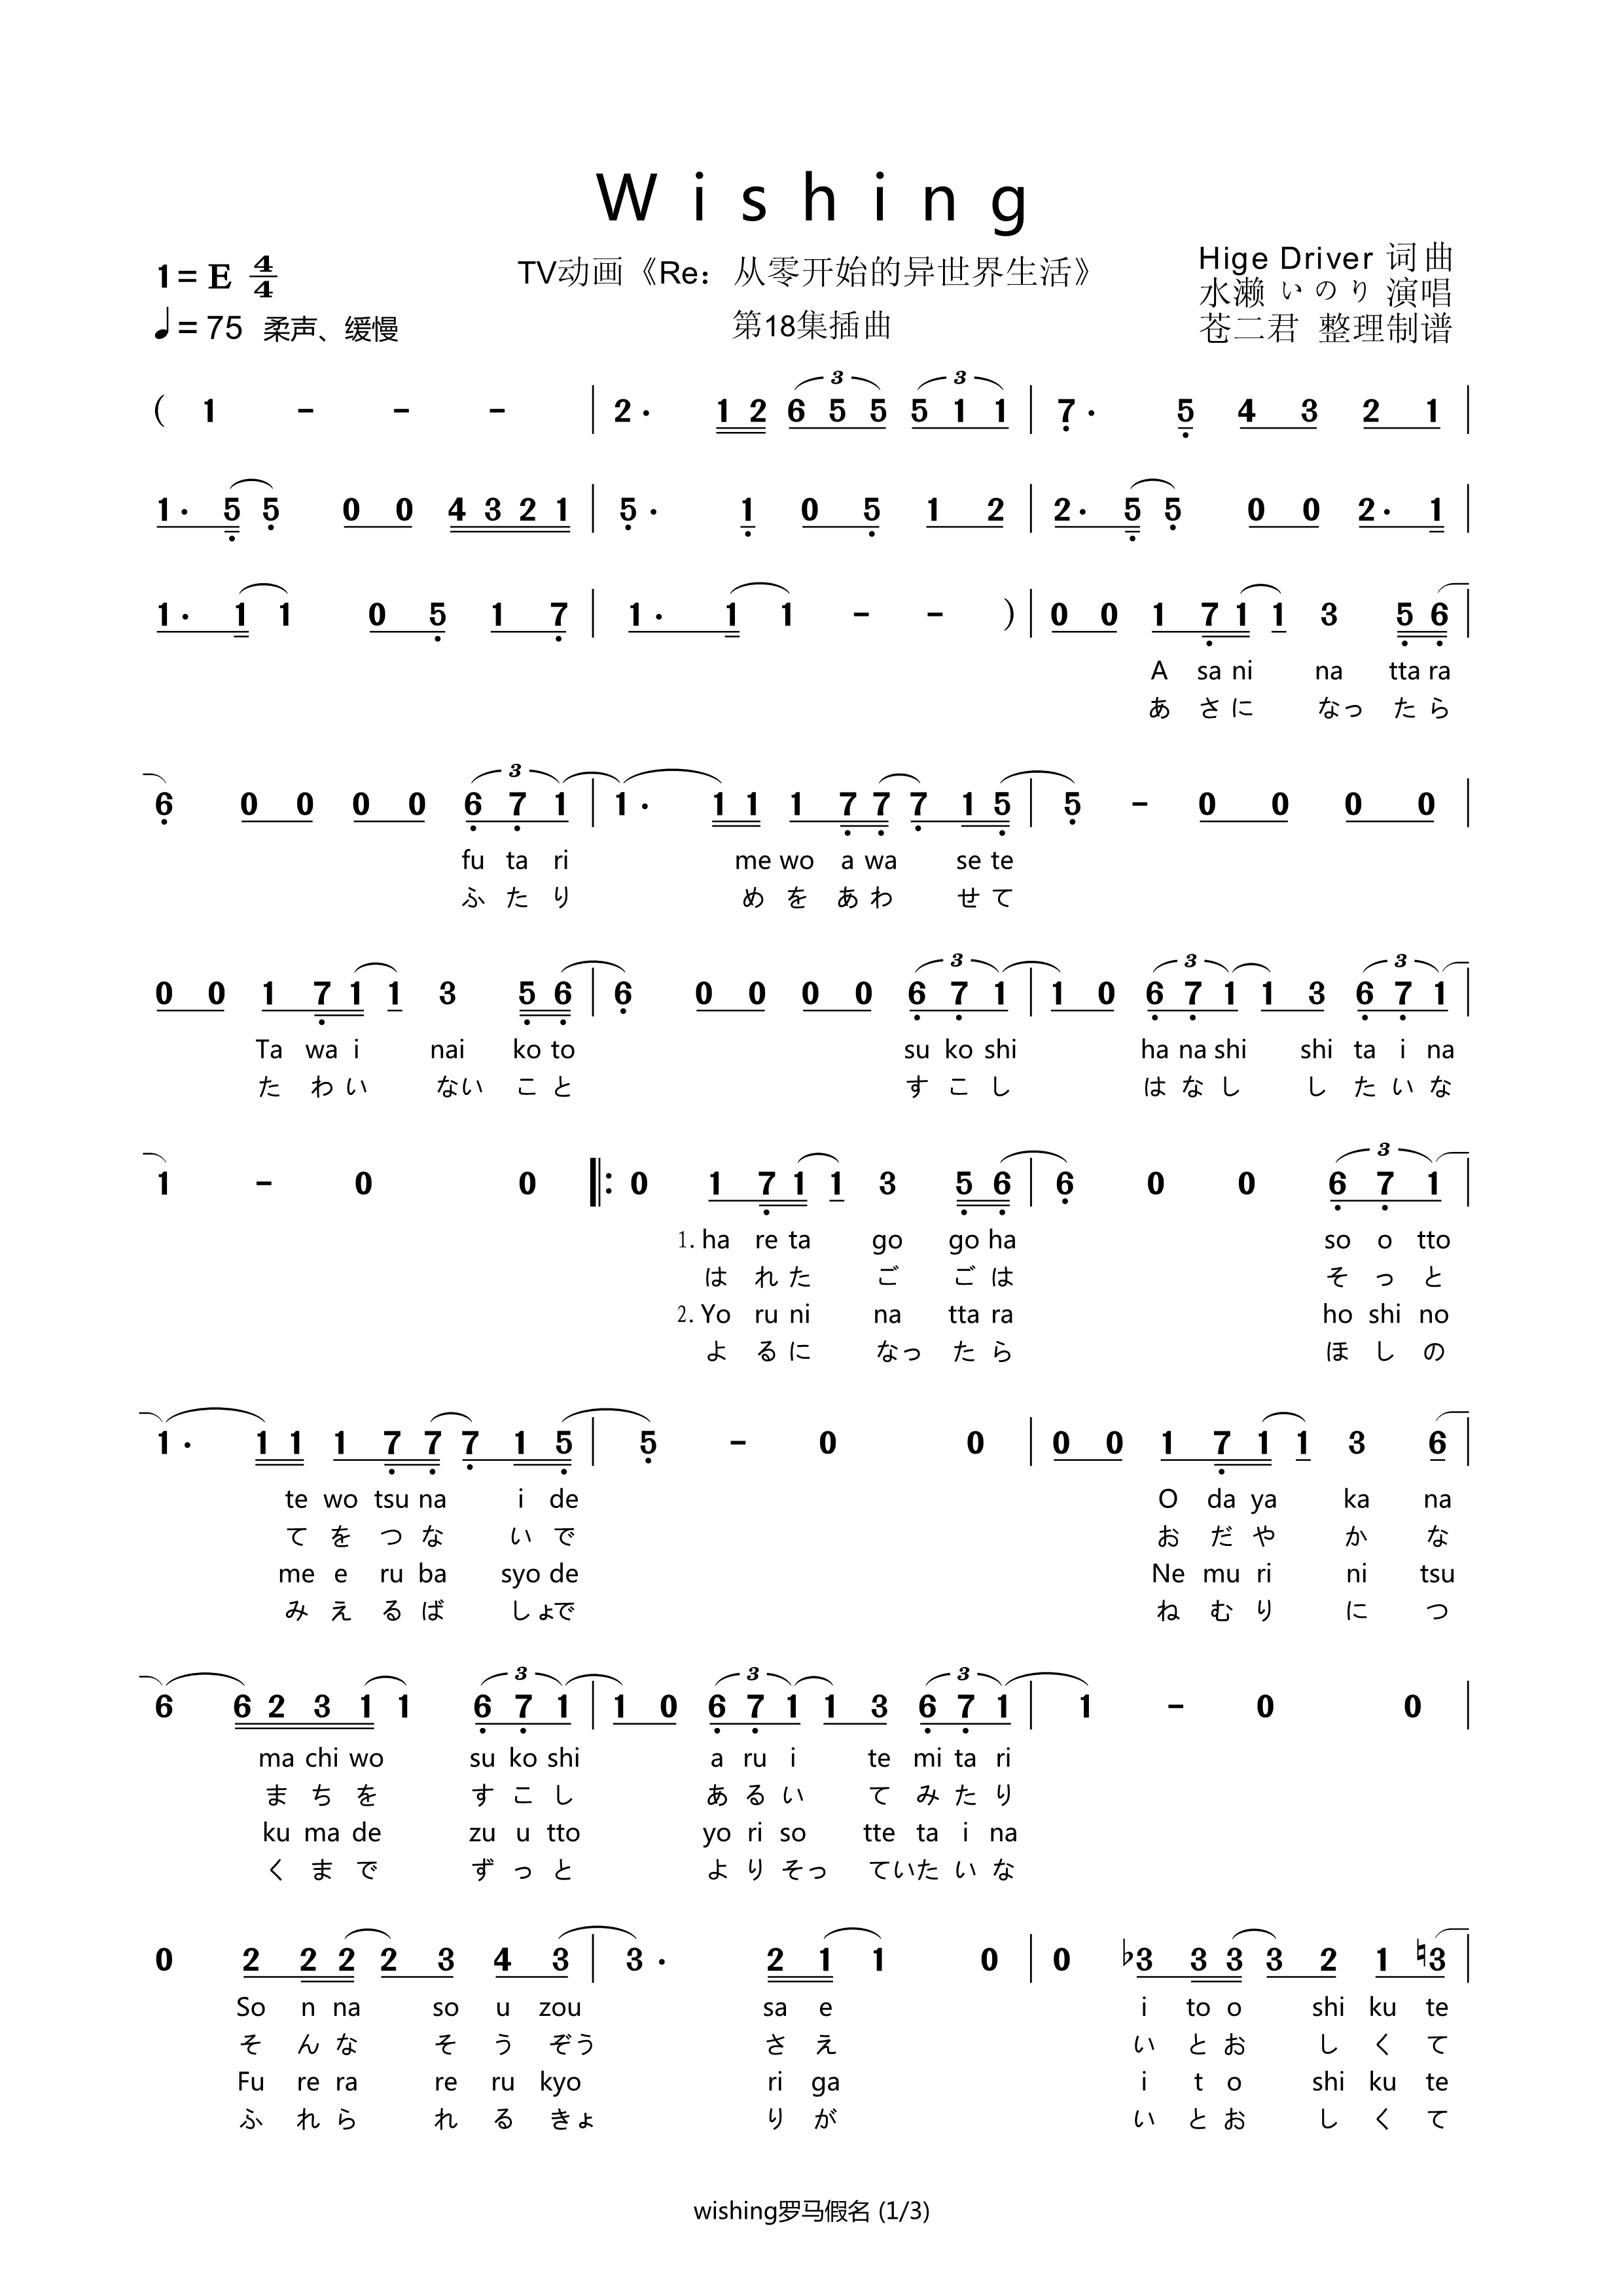 Wishing
1=E 4/4
TV动画《Re：从零开始的异世界生活》
Hige Driver 词曲
水濑 いのり 演唱
♩=75 柔声、缓慢
第18集插曲
苍二君 整理制谱
( 1 - - - | 2· 1 2 6 5 5 5 1 1 | 7· 5 4 3 2 1 |
1· 5 5 0 0 4 3 2 1 | 5· 1 0 5 1 2 | 2· 5 5 0 0 2· 1 |
1· 1 1 0 5 1 7 | 1· 1 1 - - ) | 0 0 1 7 1 1 3 5 6 |
A sa ni na tta ra
あ さ に なっ た ら
6 0 0 0 0 6 7 1 | 1· 1 1 1 7 7 7 1 5 | 5 - 0 0 0 0 |
fu ta ri me wo a wa se te
ふ た り め を あ わ せ て
0 0 1 7 1 1 3 5 6 | 6 0 0 0 0 6 7 1 | 1 0 6 7 1 1 3 6 7 1 |
Ta wa i nai ko to su ko shi ha na shi shi ta i na
た わ い ない こ と す こ し は な し し た い な
1 - 0 0 |: 0 1 7 1 1 3 5 6 | 6 0 0 6 7 1 |
1. ha re ta go go ha so o tto
は れ た ご ご は そ っ と
2. Yo ru ni na tta ra ho shi no
よ る に なっ た ら ほ し の
1· 1 1 1 7 7 7 1 5 | 5 - 0 0 | 0 0 1 7 1 1 3 6 |
te wo tsu na i de O da ya ka na
て を つ な い で お だ や か な
me e ru ba syo de Ne mu ri ni tsu
み え る ば しょ で ね む り に つ
6 6 2 3 1 1 6 7 1 | 1 0 6 7 1 1 3 6 7 1 | 1 - 0 0 |
ma chi wo su ko shi a ru i te mi ta ri
ま ち を す こ し あ る い て み た り
ku ma de zu u tto yo ri so tte ta i na
く ま で ず っ と よ り そっ てい た い な
0 2 2 2 2 3 4 3 | 3· 2 1 1 0 | 0 ♭3 3 3 3 2 1 ♮3 |
So n na so u zou sa e i to o shi ku te
そ ん な そ う ぞう さ え い と お し く て
Fu re ra re ru kyo ri ga i t o shi ku te
ふ れ ら れ る きょ り が い と お し く て
wishing罗马假名 (1/3)